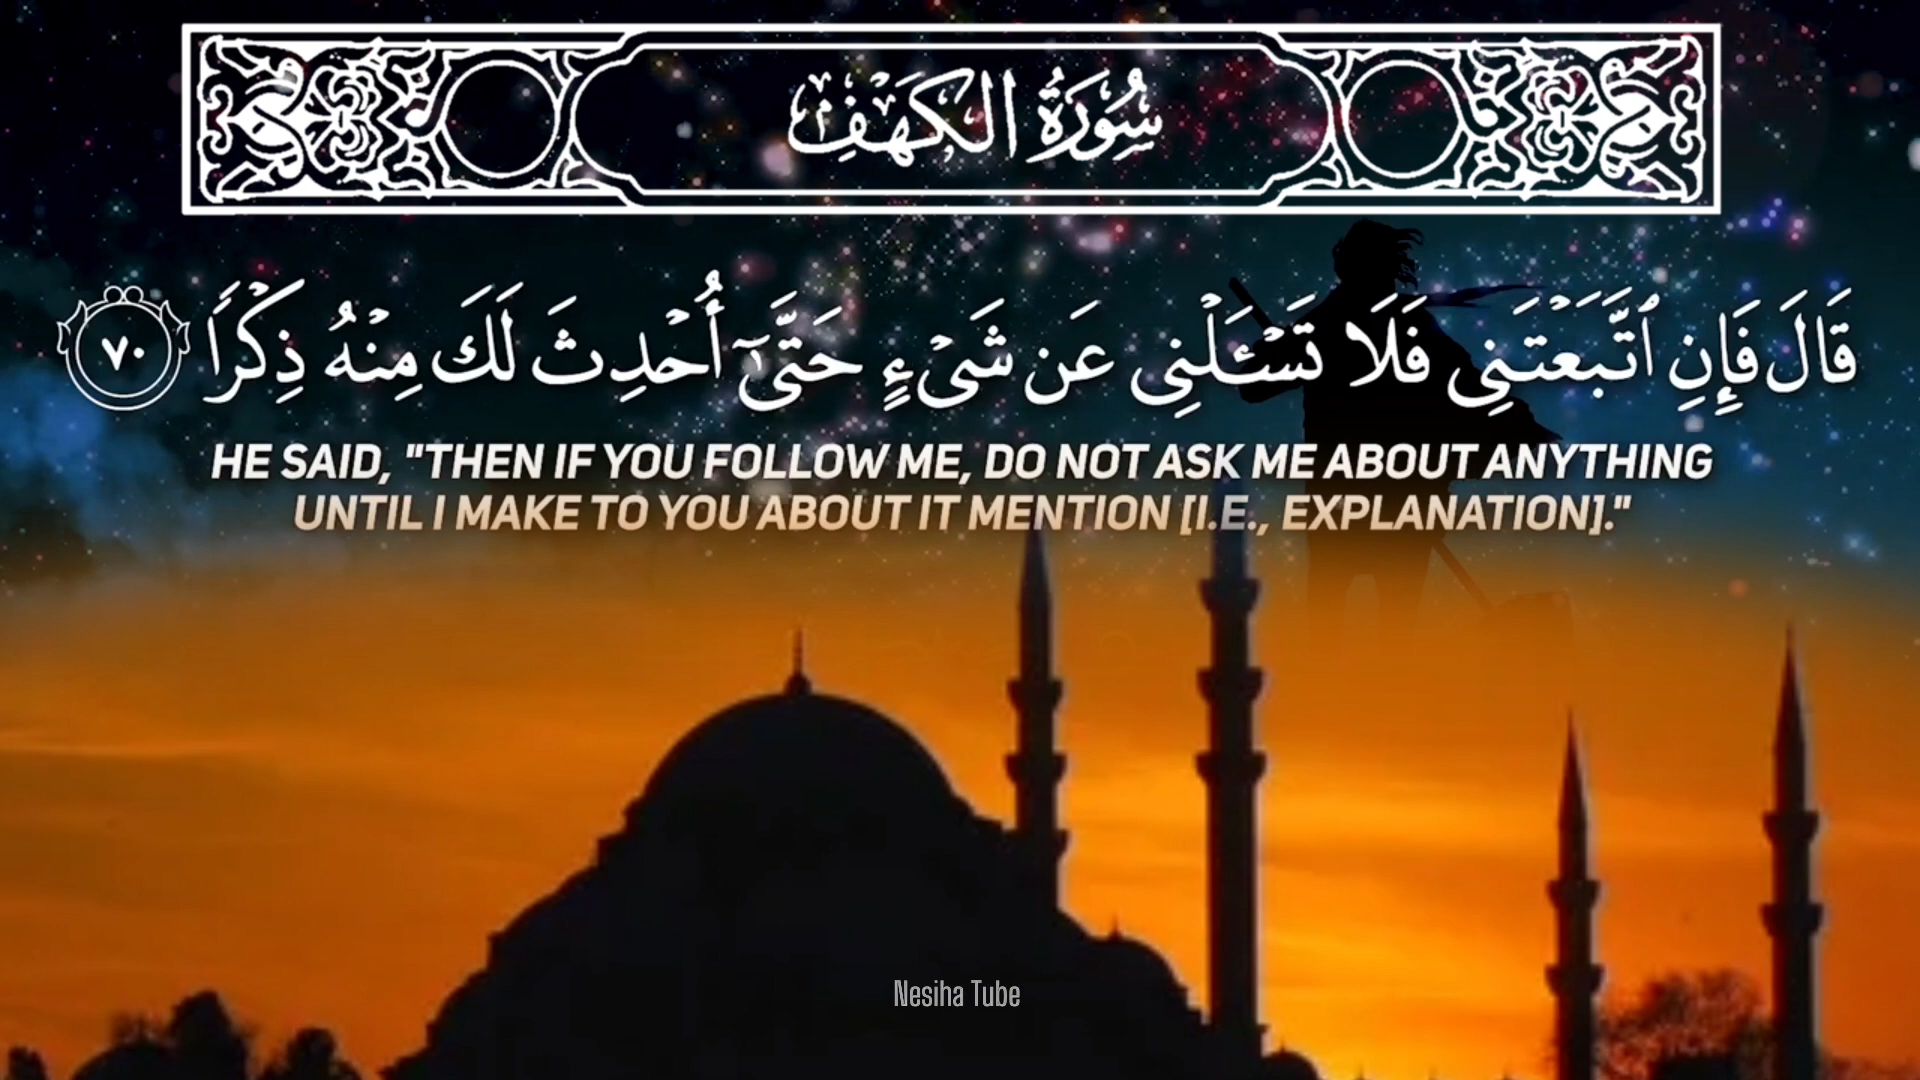 سُورَةُ الكَهْفِ
قَالَ فَإِنِ ٱتَّبَعْتَنِى فَلَا تَسْـَٔلْنِى عَن شَىْءٍ حَتَّىٰٓ أُحْدِثَ لَكَ مِنْهُ ذِكْرًا ٧٠
HE SAID, "THEN IF YOU FOLLOW ME, DO NOT ASK ME ABOUT ANYTHING
UNTIL I MAKE TO YOU ABOUT IT MENTION [I.E., EXPLANATION]."
Nesiha Tube